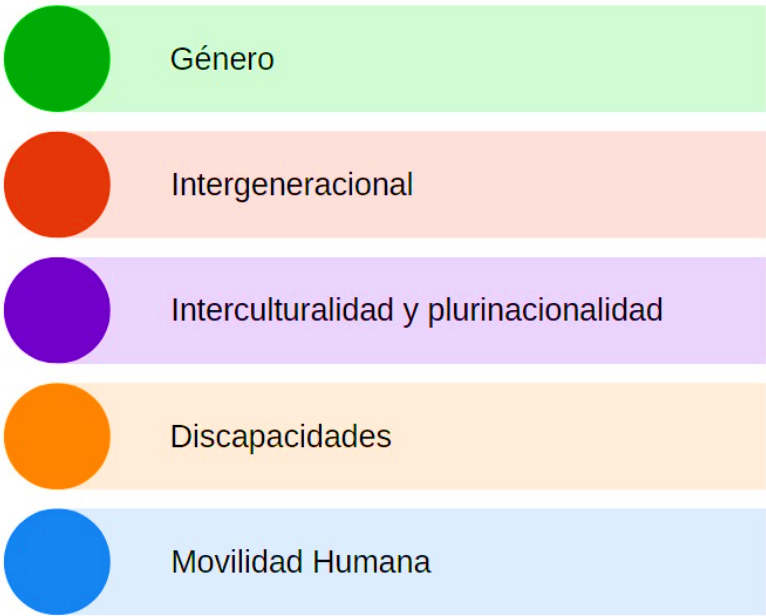 Género
Intergeneracional
Interculturalidad y plurinacionalidad
Discapacidades
Movilidad Humana